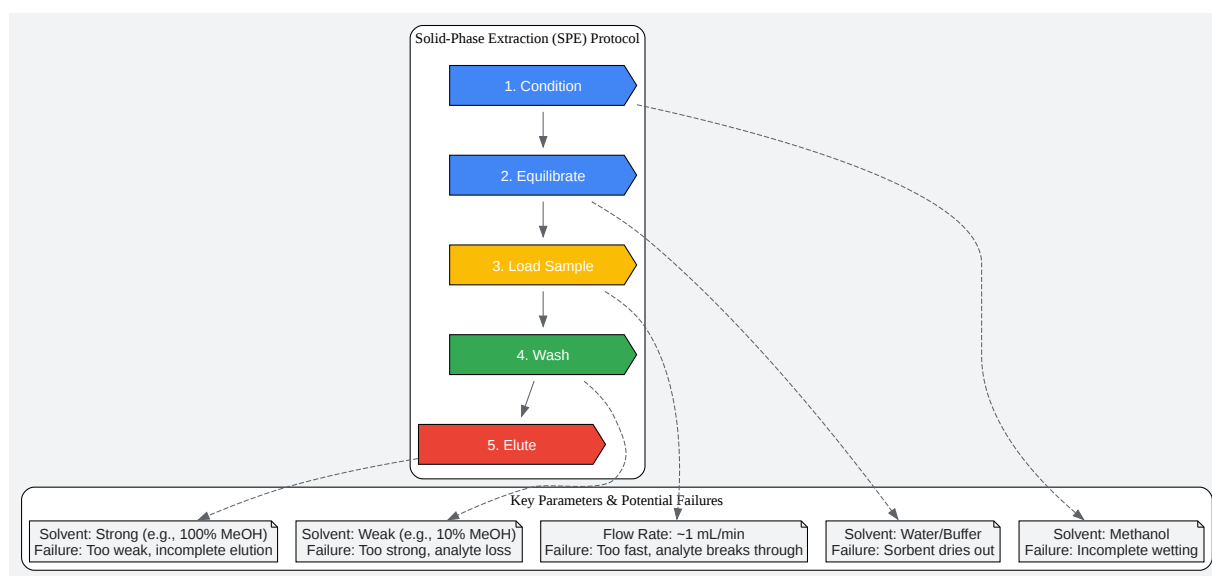 Solid-Phase Extraction (SPE) Protocol
1. Condition
2. Equilibrate
3. Load Sample
4. Wash
5. Elute
Key Parameters & Potential Failures
Solvent: Strong (e.g., 100% MeOH)
Failure: Too weak, incomplete elution
Solvent: Weak (e.g., 10% MeOH)
Failure: Too strong, analyte loss
Flow Rate: ~1 mL/min
Failure: Too fast, analyte breaks through
Solvent: Water/Buffer
Failure: Sorbent dries out
Solvent: Methanol
Failure: Incomplete wetting